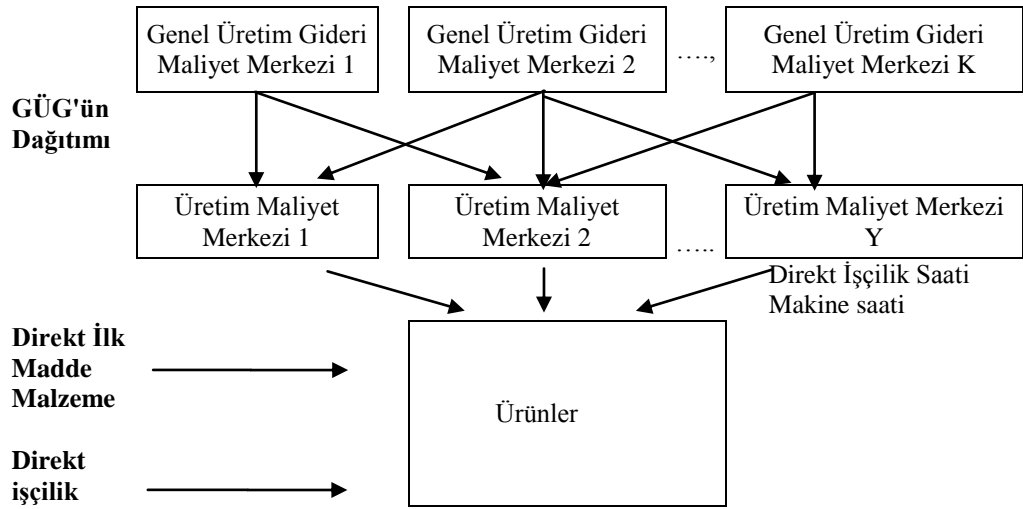 Genel Üretim Gideri
Maliyet Merkezi 1
Genel Üretim Gideri
Maliyet Merkezi 2
….,
Genel Üretim Gideri
Maliyet Merkezi K
GÜG'ün
Dağıtımı
Üretim Maliyet
Merkezi 1
Üretim Maliyet
Merkezi 2
…..
Üretim Maliyet Merkezi
Y
Direkt İşçilik Saati
Makine saati
Direkt İlk
Madde
Malzeme
Ürünler
Direkt
işçilik